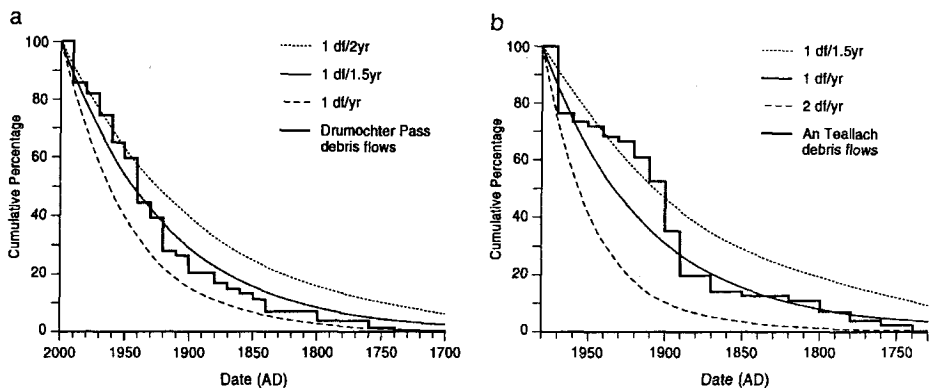 a
100
80
60
40
20
0
Cumulative Percentage
2000
1950
1900
1850
1800
1750
1700
Date (AD)
1 df/2yr
1 df/1.5yr
1 df/yr
Drumochter Pass
debris flows
b
100
80
60
40
20
0
Cumulative Percentage
1950
1900
1850
1800
1750
Date (AD)
1 df/1.5yr
1 df/yr
2 df/yr
An Teallach
debris flows